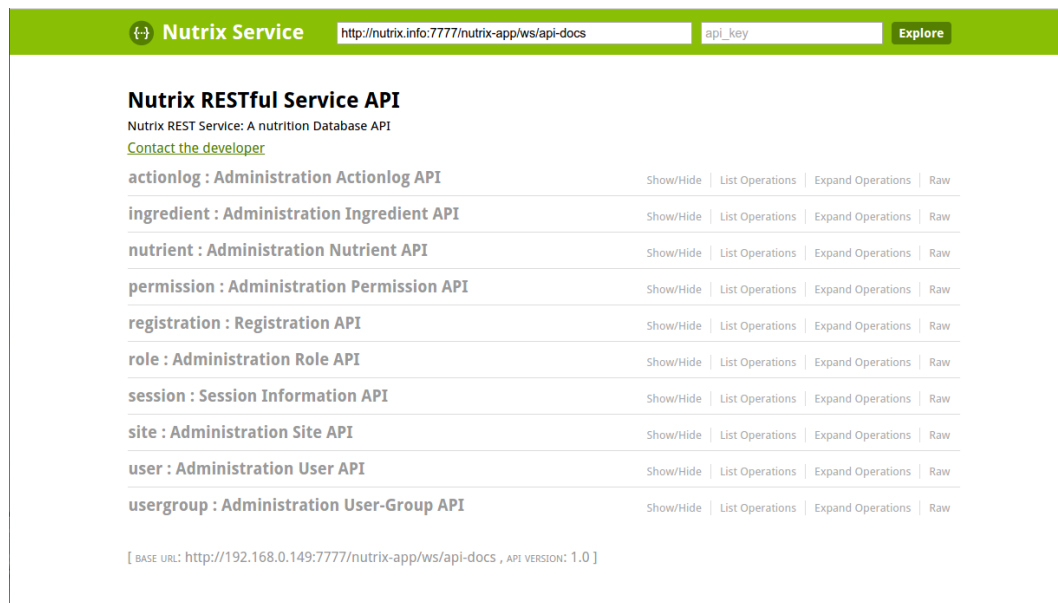 {···} Nutrix Service http://nutrix.info:7777/nutrix-app/ws/api-docs api_key Explore
Nutrix RESTful Service API
Nutrix REST Service: A nutrition Database API
Contact the developer
actionlog : Administration Actionlog API Show/Hide List Operations Expand Operations Raw
ingredient : Administration Ingredient API Show/Hide List Operations Expand Operations Raw
nutrient : Administration Nutrient API Show/Hide List Operations Expand Operations Raw
permission : Administration Permission API Show/Hide List Operations Expand Operations Raw
registration : Registration API Show/Hide List Operations Expand Operations Raw
role : Administration Role API Show/Hide List Operations Expand Operations Raw
session : Session Information API Show/Hide List Operations Expand Operations Raw
site : Administration Site API Show/Hide List Operations Expand Operations Raw
user : Administration User API Show/Hide List Operations Expand Operations Raw
usergroup : Administration User-Group API Show/Hide List Operations Expand Operations Raw
[ BASE URL: http://192.168.0.149:7777/nutrix-app/ws/api-docs , API VERSION: 1.0 ]